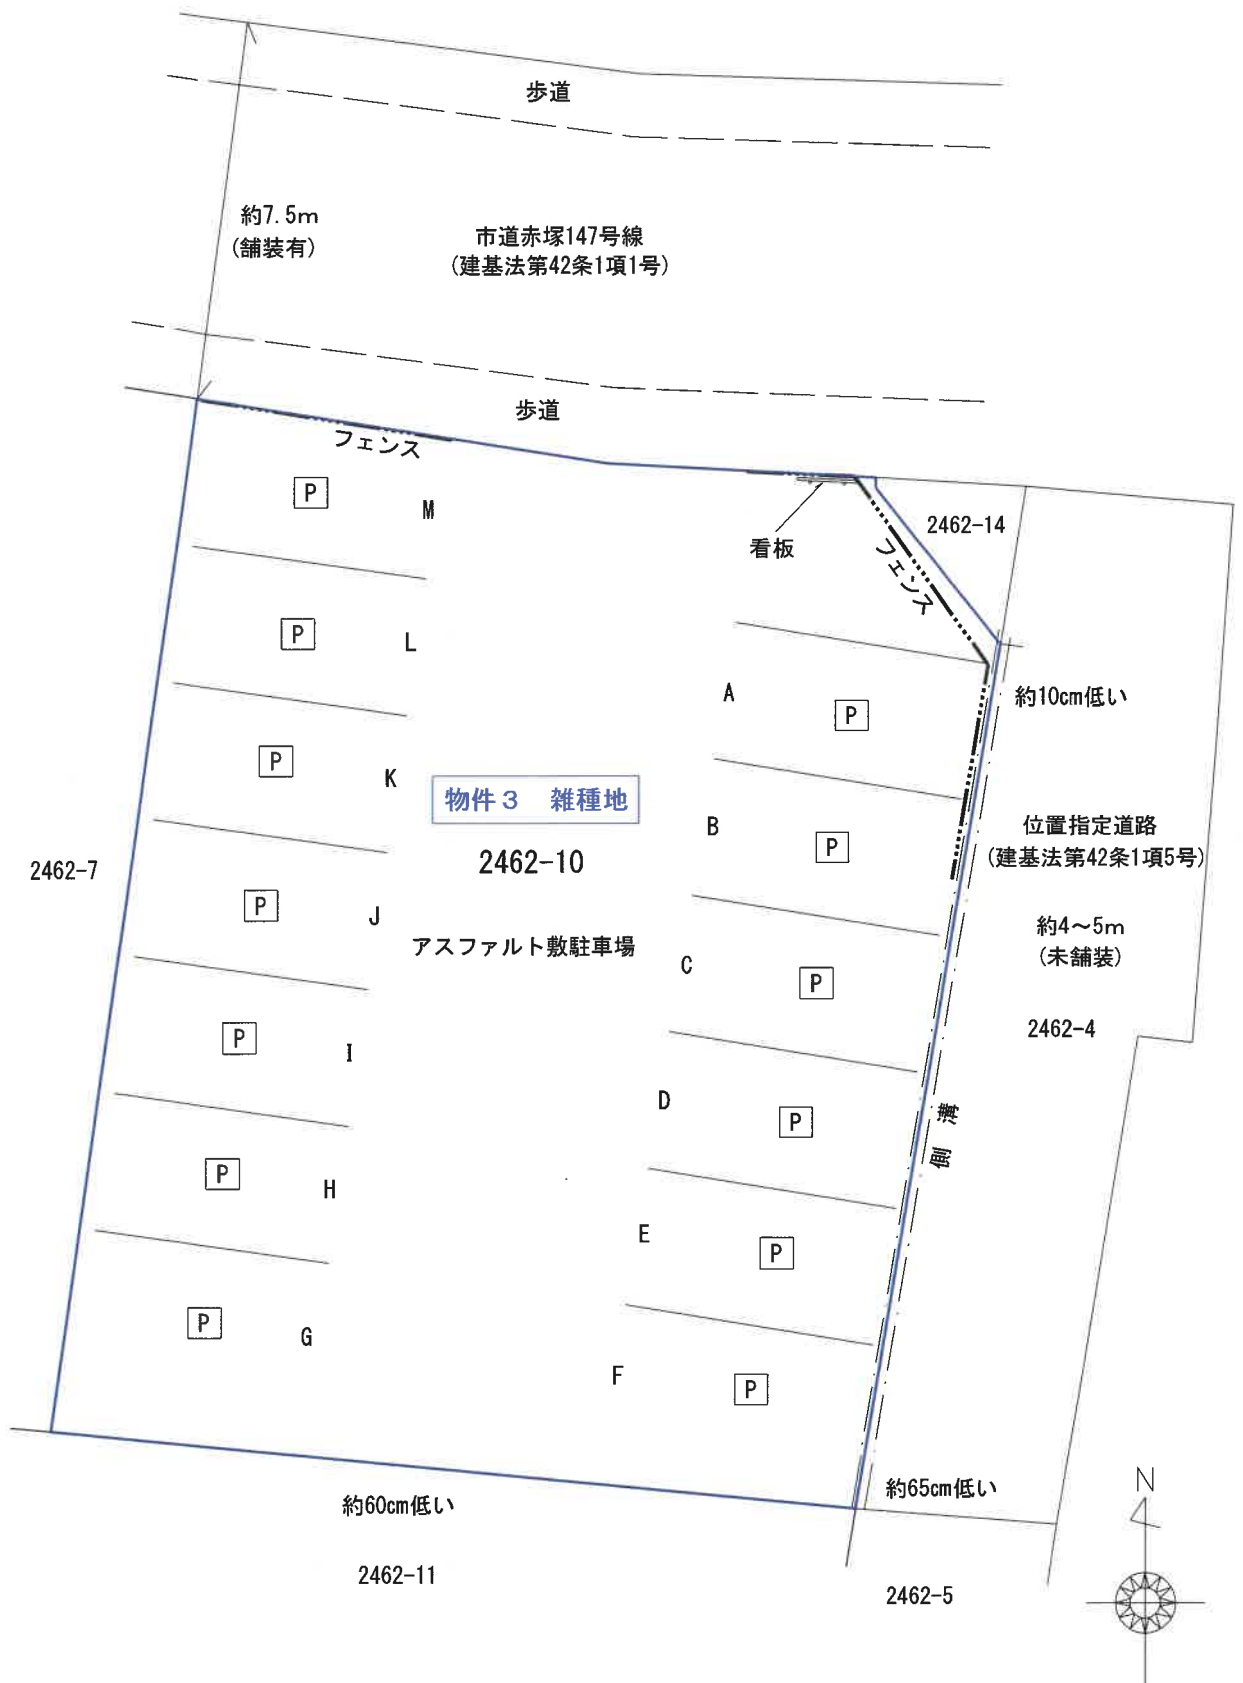 歩道
約7.5m
(舗装有)
市道赤塚147号線
(建基法第42条1項1号)
歩道
フェンス
P
M
看板
フェンス
2462-14
P
L
A
P
約10cm低い
P
K
物件3 雑種地
B
P
位置指定道路
(建基法第42条1項5号)
2462-7
2462-10
P
J
アスファルト敷駐車場
約4~5m
(未舗装)
C
P
2462-4
P
I
D
P
側溝
P
H
E
P
P
G
F
P
約60cm低い
約65cm低い
2462-11
2462-5
N